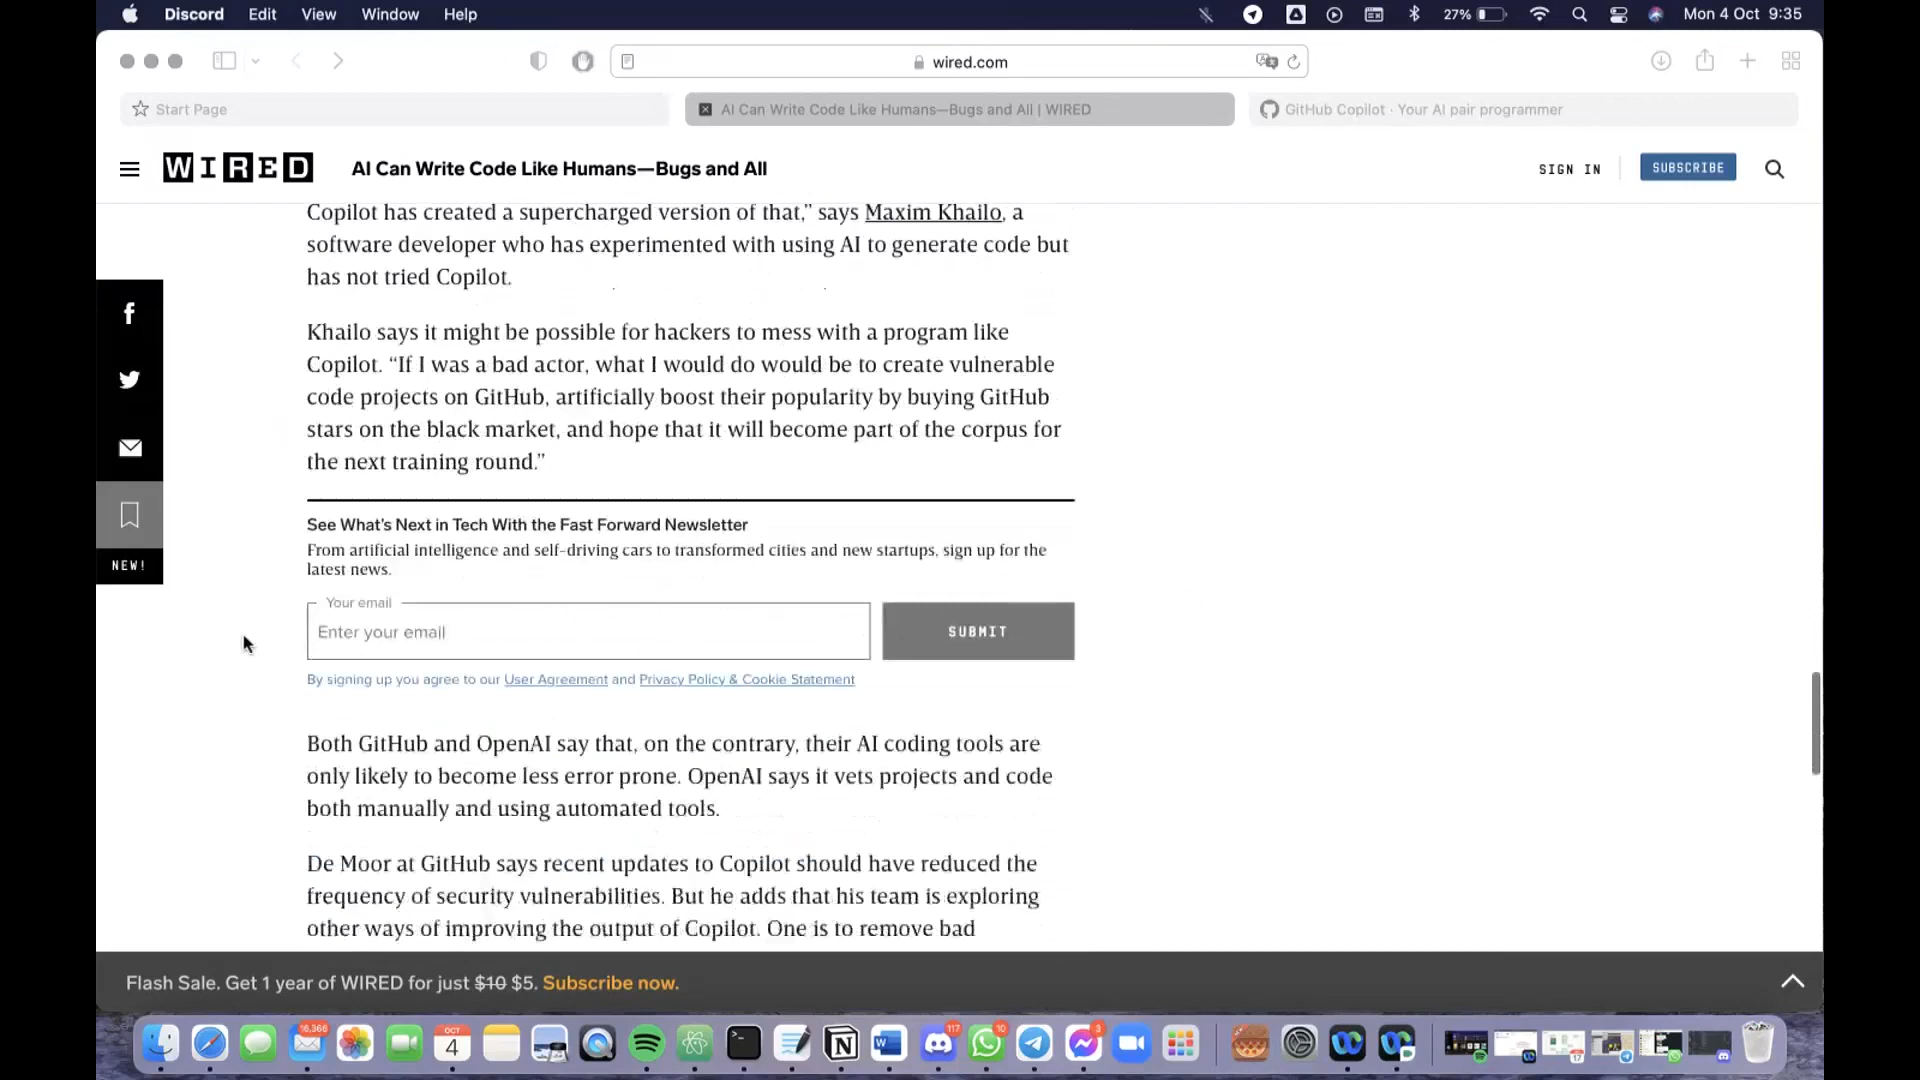 Discord Edit View Window Help 27% Mon 4 Oct 9:35
wired.com
Start Page
AI Can Write Code Like Humans—Bugs and All | WIRED
GitHub Copilot · Your AI pair programmer
WIRED
AI Can Write Code Like Humans—Bugs and All
SIGN IN
SUBSCRIBE
Copilot has created a supercharged version of that,” says Maxim Khailo, a
software developer who has experimented with using AI to generate code but
has not tried Copilot.
Khailo says it might be possible for hackers to mess with a program like
Copilot. “If I was a bad actor, what I would do would be to create vulnerable
code projects on GitHub, artificially boost their popularity by buying GitHub
stars on the black market, and hope that it will become part of the corpus for
the next training round.”
NEW!
See What’s Next in Tech With the Fast Forward Newsletter
From artificial intelligence and self-driving cars to transformed cities and new startups, sign up for the
latest news.
Your email
Enter your email
SUBMIT
By signing up you agree to our User Agreement and Privacy Policy & Cookie Statement
Both GitHub and OpenAI say that, on the contrary, their AI coding tools are
only likely to become less error prone. OpenAI says it vets projects and code
both manually and using automated tools.
De Moor at GitHub says recent updates to Copilot should have reduced the
frequency of security vulnerabilities. But he adds that his team is exploring
other ways of improving the output of Copilot. One is to remove bad
Flash Sale. Get 1 year of WIRED for just $10 $5. Subscribe now.
16,366
OCT
4
117
10
3